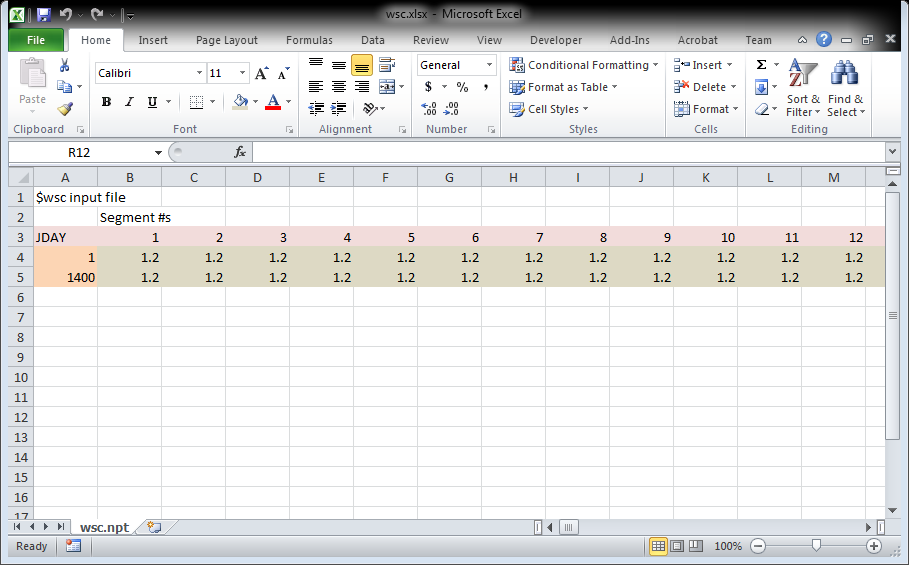 wsc.xlsx - Microsoft Excel
File Home Insert Page Layout Formulas Data Review View Developer Add-Ins Acrobat Team
Calibri 11 General Conditional Formatting Insert Σ
Paste B I U A $ % , Format as Table Delete Sort & Filter Find & Select
Cell Styles Format
Clipboard Font Alignment Number Styles Cells Editing
R12 fx
A B C D E F G H I J K L M
1 $wsc input file
2 Segment #s
3 JDAY 1 2 3 4 5 6 7 8 9 10 11 12
4 1 1.2 1.2 1.2 1.2 1.2 1.2 1.2 1.2 1.2 1.2 1.2 1.2
5 1400 1.2 1.2 1.2 1.2 1.2 1.2 1.2 1.2 1.2 1.2 1.2 1.2
6
7
8
9
10
11
12
13
14
15
16
17
wsc.npt
Ready 100%